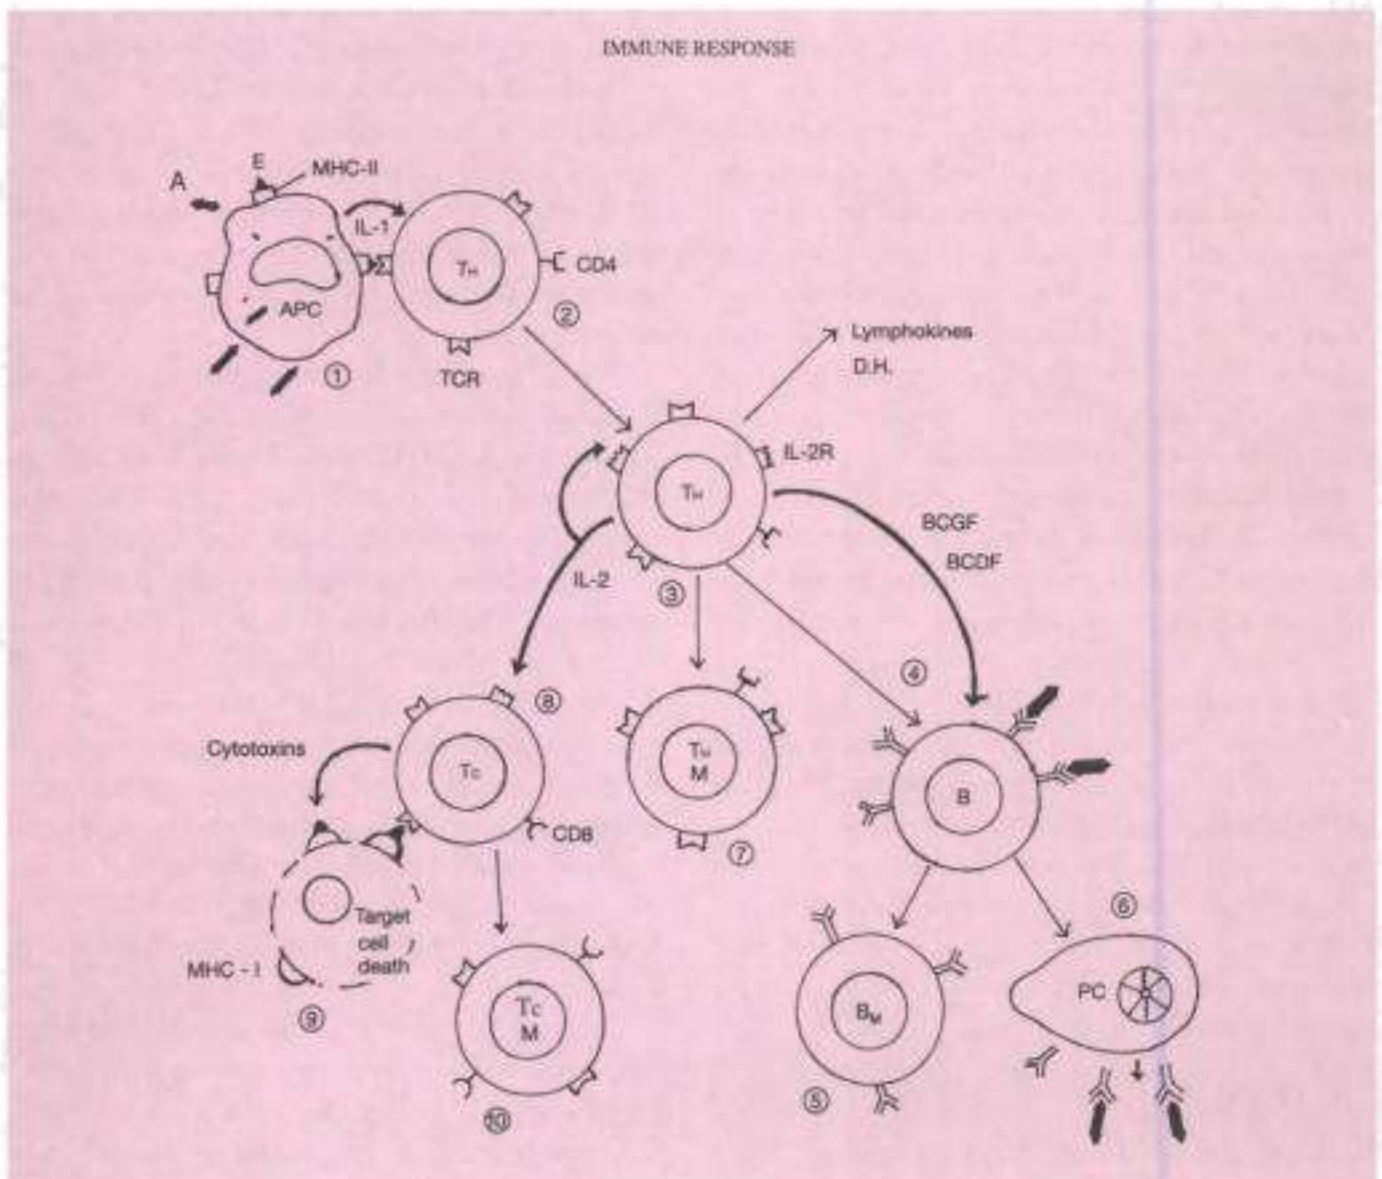 IMMUNE RESPONSE
E
MHC-II
A
IL-1
TH
CD4
APC
②
①
TCR
Lymphokines
D.H.
IL-2R
TH
BCGF
BCDF
IL-2
③
④
⑧
Cytotoxins
TC
TH
M
B
CD8
⑦
⑥
Target
cell
death
MHC - I
PC
TC
M
BM
⑨
⑤
⑩